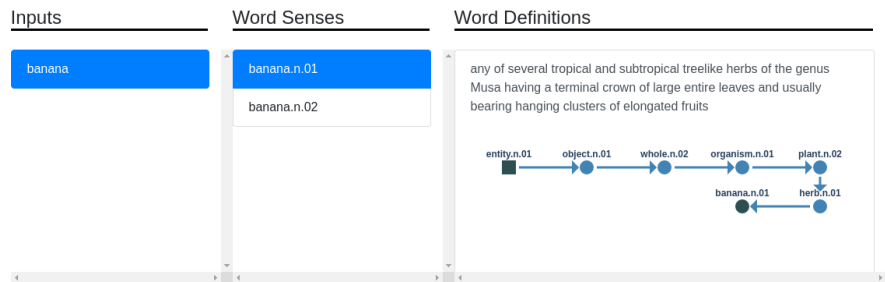 Inputs
Word Senses
Word Definitions
banana
banana.n.01
banana.n.02
any of several tropical and subtropical treelike herbs of the genus
Musa having a terminal crown of large entire leaves and usually
bearing hanging clusters of elongated fruits
entity.n.01 object.n.01 whole.n.02 organism.n.01 plant.n.02
banana.n.01 herb.n.01